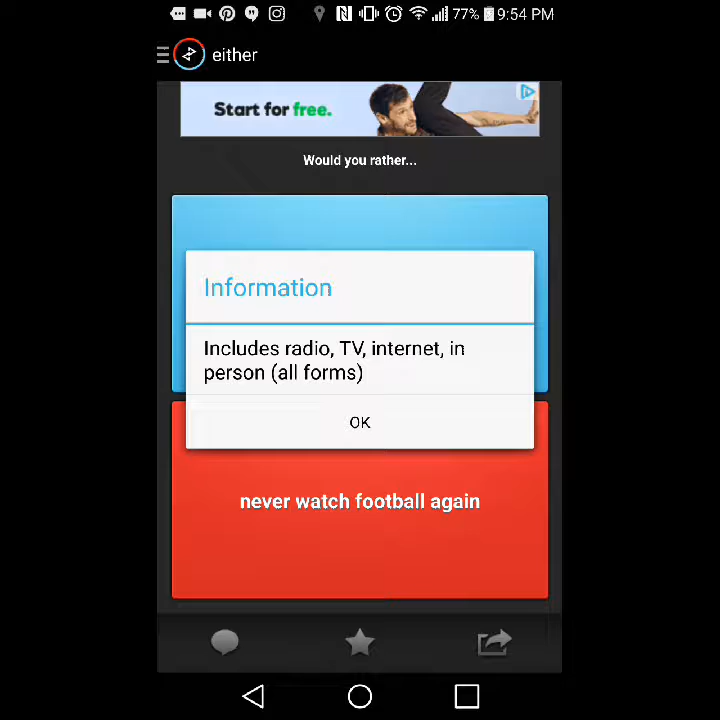 77% 9:54 PM
either
Start for free.
Would you rather...
Information
Includes radio, TV, internet, in
person (all forms)
OK
never watch football again